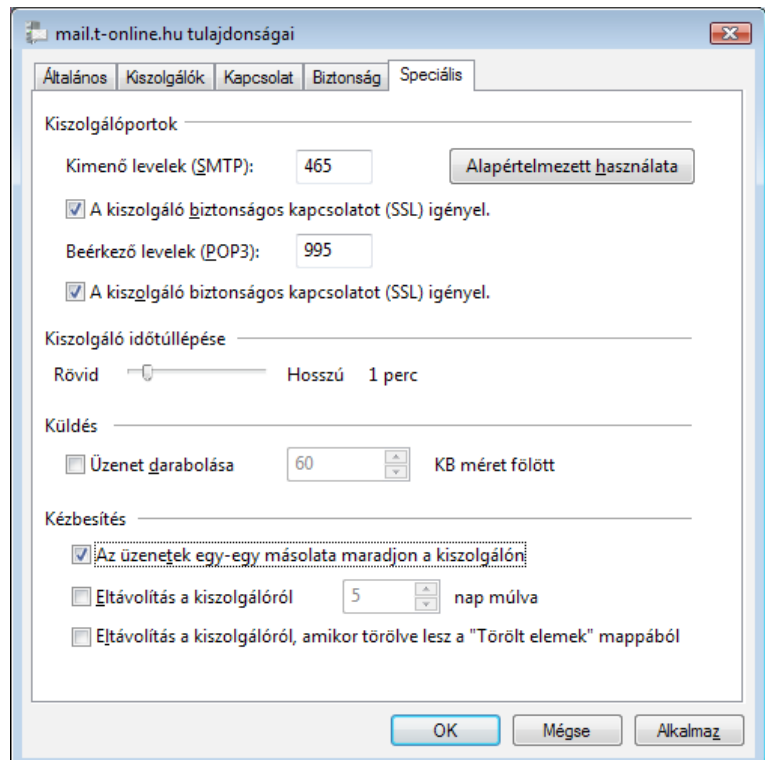 mail.t-online.hu tulajdonságai
Általános Kiszolgálók Kapcsolat Biztonság Speciális
Kiszolgálóportok
Kimenő levelek (SMTP): 465 Alapértelmezett használata
A kiszolgáló biztonságos kapcsolatot (SSL) igényel.
Beérkező levelek (POP3): 995
A kiszolgáló biztonságos kapcsolatot (SSL) igényel.
Kiszolgáló időtúllépése
Rövid Hosszú 1 perc
Küldés
Üzenet darabolása 60 KB méret fölött
Kézbesítés
Az üzenetek egy-egy másolata maradjon a kiszolgálón
Eltávolítás a kiszolgálóról 5 nap múlva
Eltávolítás a kiszolgálóról, amikor törölve lesz a "Törölt elemek" mappából
OK Mégse Alkalmaz